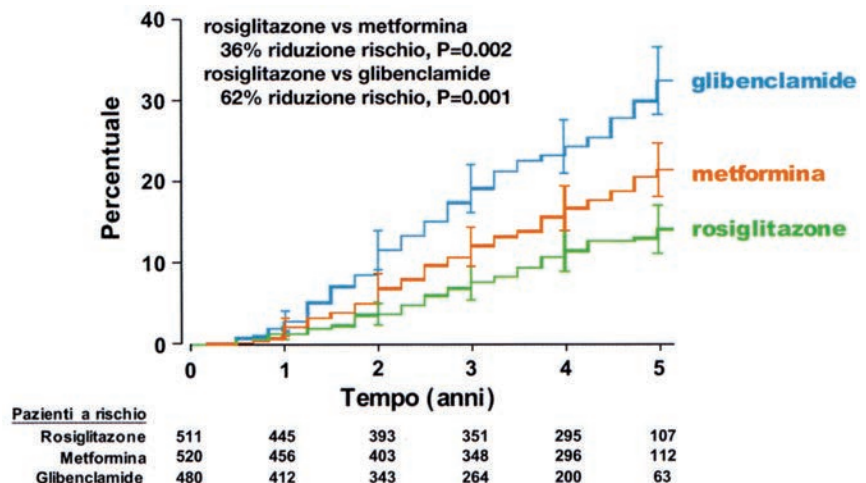 40
30
20
10
0
Percentuale
rosiglitazone vs metformina
36% riduzione rischio, P=0.002
rosiglitazone vs glibenclamide
62% riduzione rischio, P=0.001
glibenclamide
metformina
rosiglitazone
0 1 2 3 4 5
Tempo (anni)
Pazienti a rischio
Rosiglitazone 511 445 393 351 295 107
Metformina 520 456 403 348 296 112
Glibenclamide 480 412 343 264 200 63